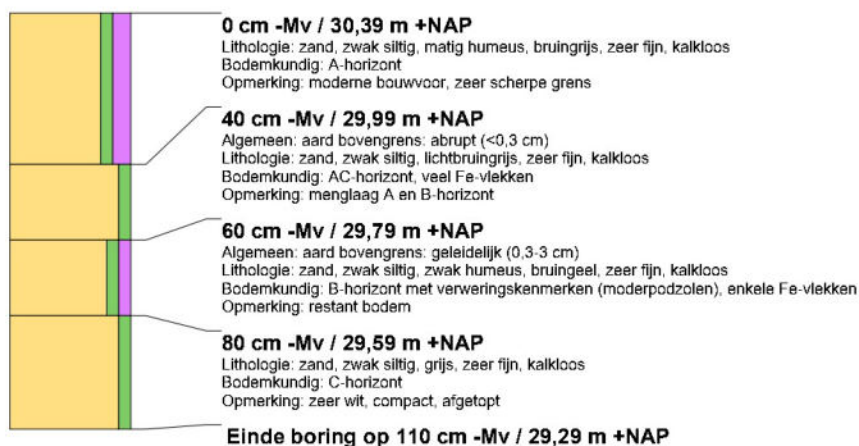 0 cm -Mv / 30,39 m +NAP
Lithologie: zand, zwak siltig, matig humeus, bruingrijs, zeer fijn, kalkloos
Bodemkundig: A-horizont
Opmerking: moderne bouwvoor, zeer scherpe grens
40 cm -Mv / 29,99 m +NAP
Algemeen: aard bovengrens: abrupt (<0,3 cm)
Lithologie: zand, zwak siltig, lichtbruingrijs, zeer fijn, kalkloos
Bodemkundig: AC-horizont, veel Fe-vlekken
Opmerking: menglaag A en B-horizont
60 cm -Mv / 29,79 m +NAP
Algemeen: aard bovengrens: geleidelijk (0,3-3 cm)
Lithologie: zand, zwak siltig, zwak humeus, bruingeel, zeer fijn, kalkloos
Bodemkundig: B-horizont met verweringskenmerken (moderpodzolen), enkele Fe-vlekken
Opmerking: restant bodem
80 cm -Mv / 29,59 m +NAP
Lithologie: zand, zwak siltig, grijs, zeer fijn, kalkloos
Bodemkundig: C-horizont
Opmerking: zeer wit, compact, afgetopt
Einde boring op 110 cm -Mv / 29,29 m +NAP